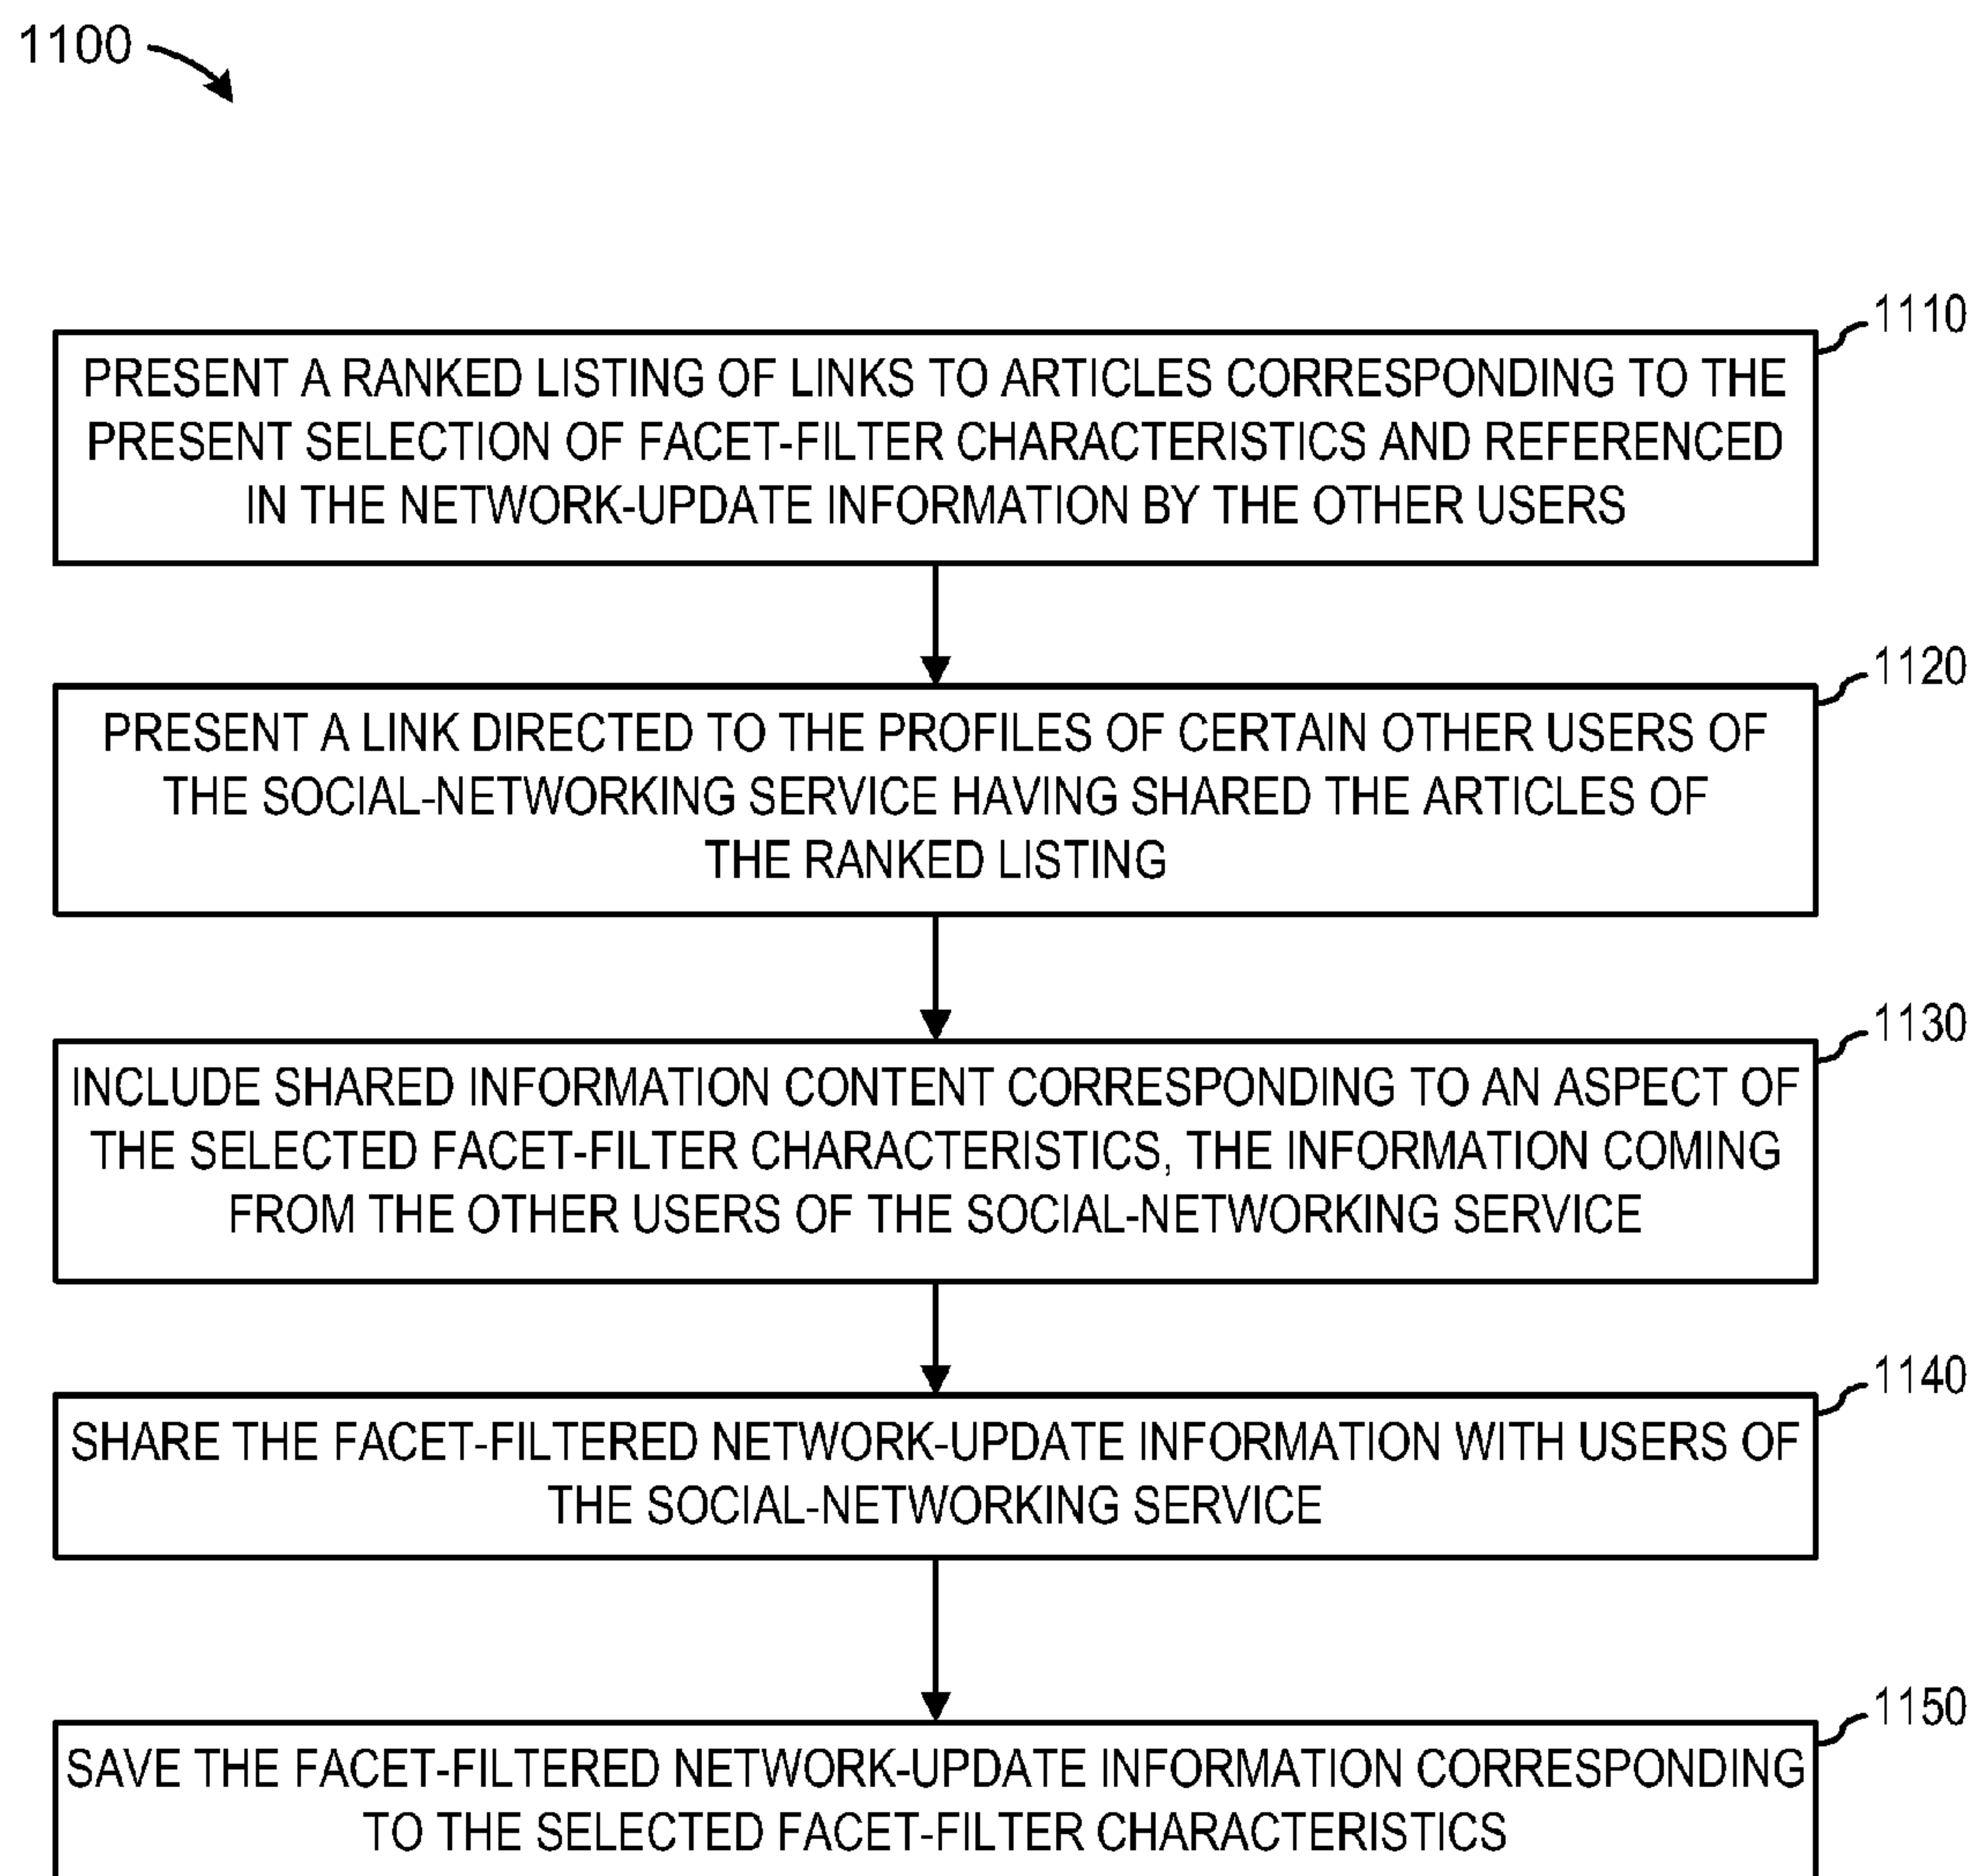 1100
1110
PRESENT A RANKED LISTING OF LINKS TO ARTICLES CORRESPONDING TO THE
PRESENT SELECTION OF FACET-FILTER CHARACTERISTICS AND REFERENCED
IN THE NETWORK-UPDATE INFORMATION BY THE OTHER USERS
1120
PRESENT A LINK DIRECTED TO THE PROFILES OF CERTAIN OTHER USERS OF
THE SOCIAL-NETWORKING SERVICE HAVING SHARED THE ARTICLES OF
THE RANKED LISTING
1130
INCLUDE SHARED INFORMATION CONTENT CORRESPONDING TO AN ASPECT OF
THE SELECTED FACET-FILTER CHARACTERISTICS, THE INFORMATION COMING
FROM THE OTHER USERS OF THE SOCIAL-NETWORKING SERVICE
1140
SHARE THE FACET-FILTERED NETWORK-UPDATE INFORMATION WITH USERS OF
THE SOCIAL-NETWORKING SERVICE
1150
SAVE THE FACET-FILTERED NETWORK-UPDATE INFORMATION CORRESPONDING
TO THE SELECTED FACET-FILTER CHARACTERISTICS